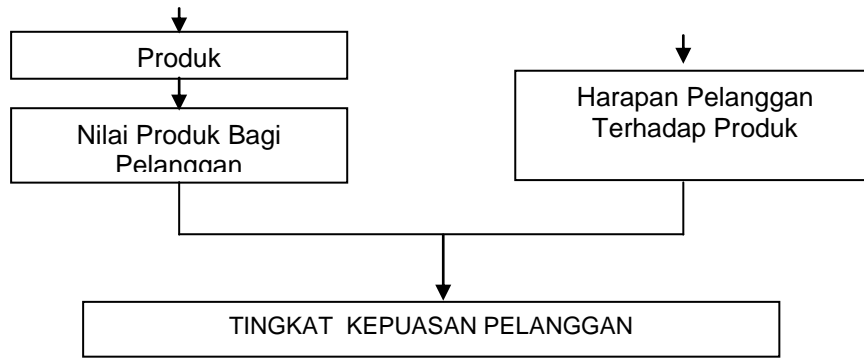 Produk
Nilai Produk Bagi
Pelanggan
Harapan Pelanggan
Terhadap Produk
TINGKAT KEPUASAN PELANGGAN